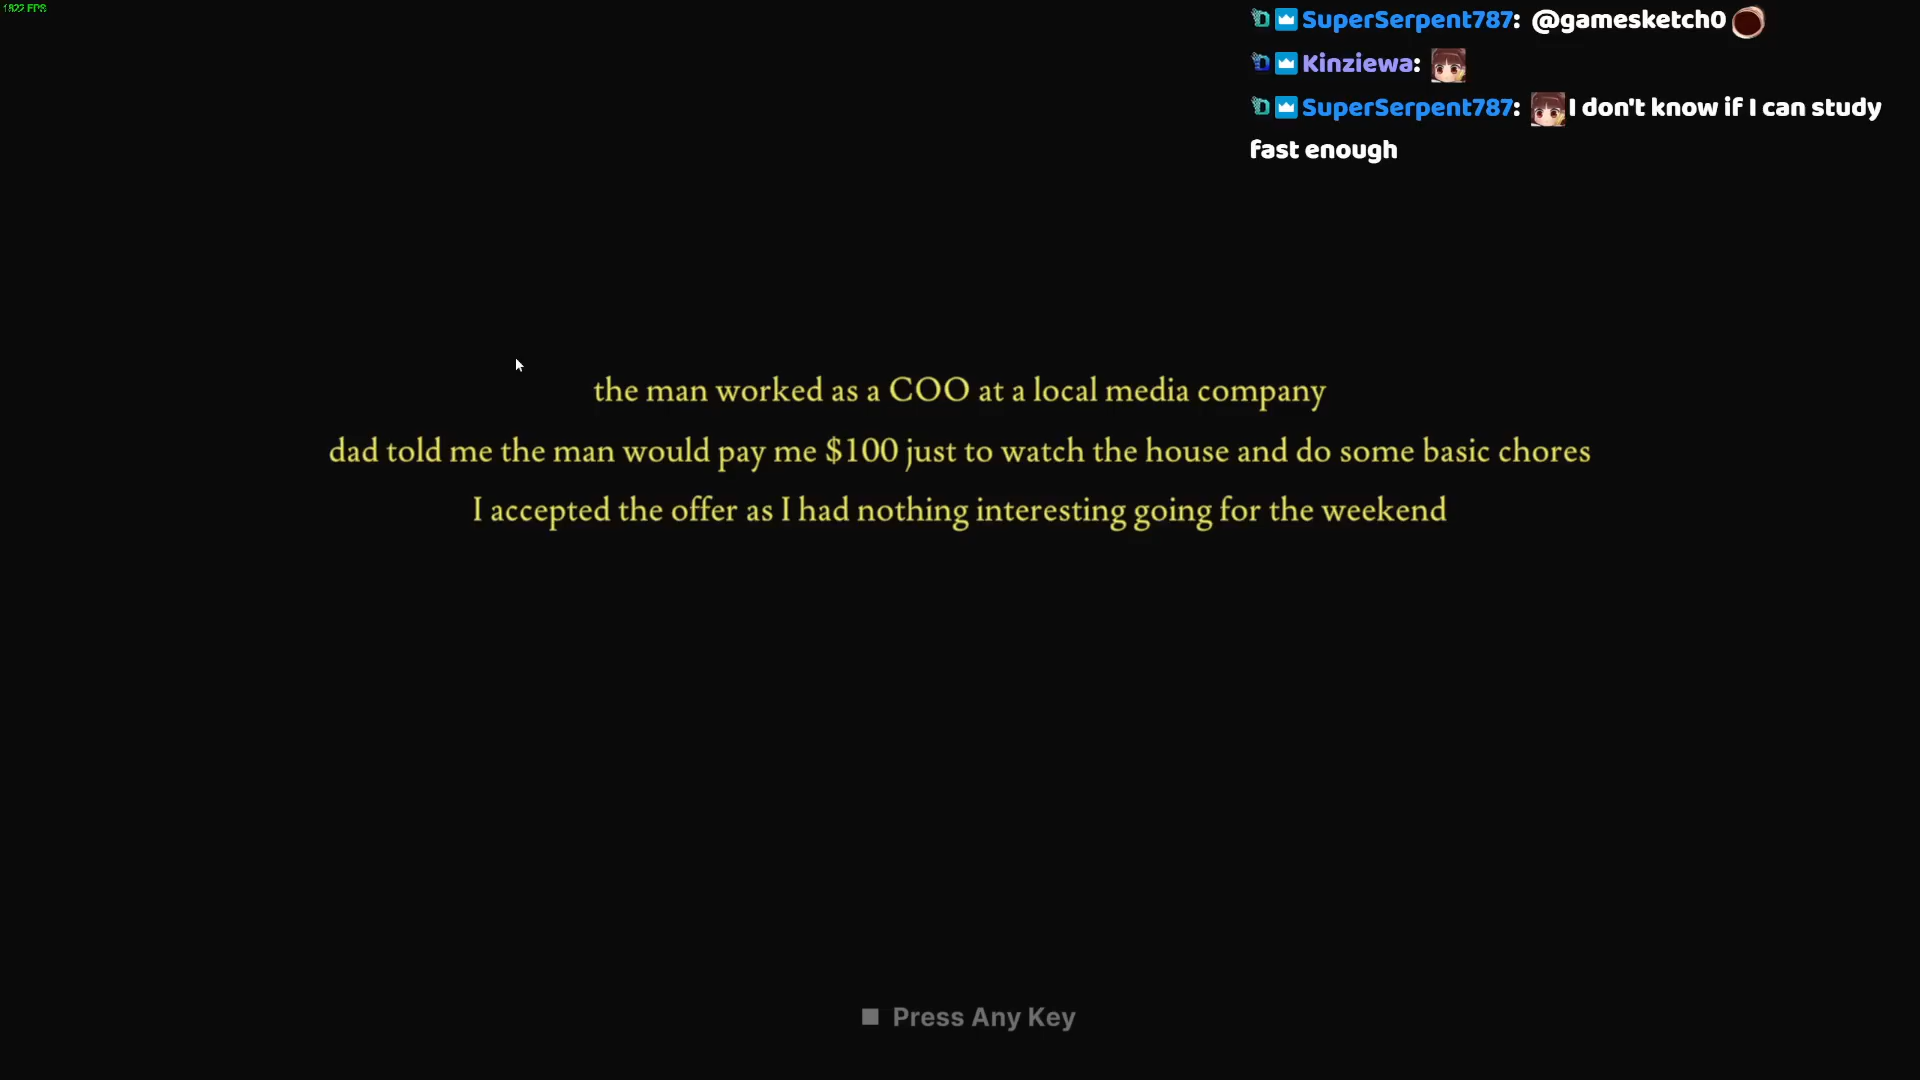 1822 FPS
SuperSerpent787: @gamesketch0
Kinziewa:
SuperSerpent787: I don't know if I can study
fast enough
the man worked as a COO at a local media company
dad told me the man would pay me $100 just to watch the house and do some basic chores
I accepted the offer as I had nothing interesting going for the weekend
Press Any Key